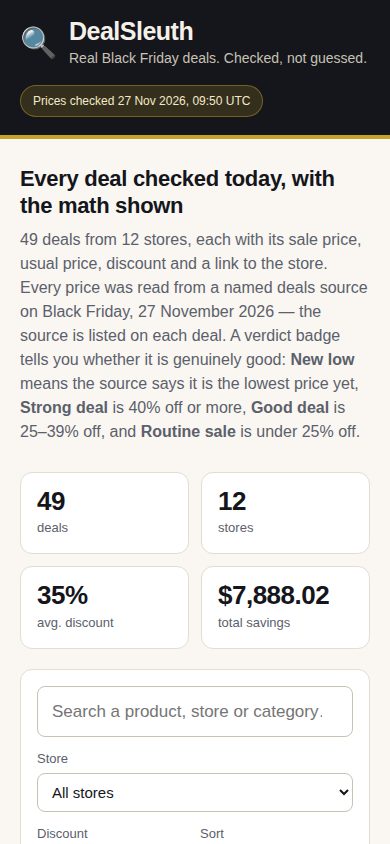 DealSleuth
Real Black Friday deals. Checked, not guessed.
Prices checked 27 Nov 2026, 09:50 UTC
Every deal checked today, with
the math shown
49 deals from 12 stores, each with its sale price,
usual price, discount and a link to the store.
Every price was read from a named deals source
on Black Friday, 27 November 2026 — the
source is listed on each deal. A verdict badge
tells you whether it is genuinely good: New low
means the source says it is the lowest price yet,
Strong deal is 40% off or more, Good deal is
25–39% off, and Routine sale is under 25% off.
49
deals
12
stores
35%
avg. discount
$7,888.02
total savings
Search a product, store or category.
Store
All stores
Discount
Sort